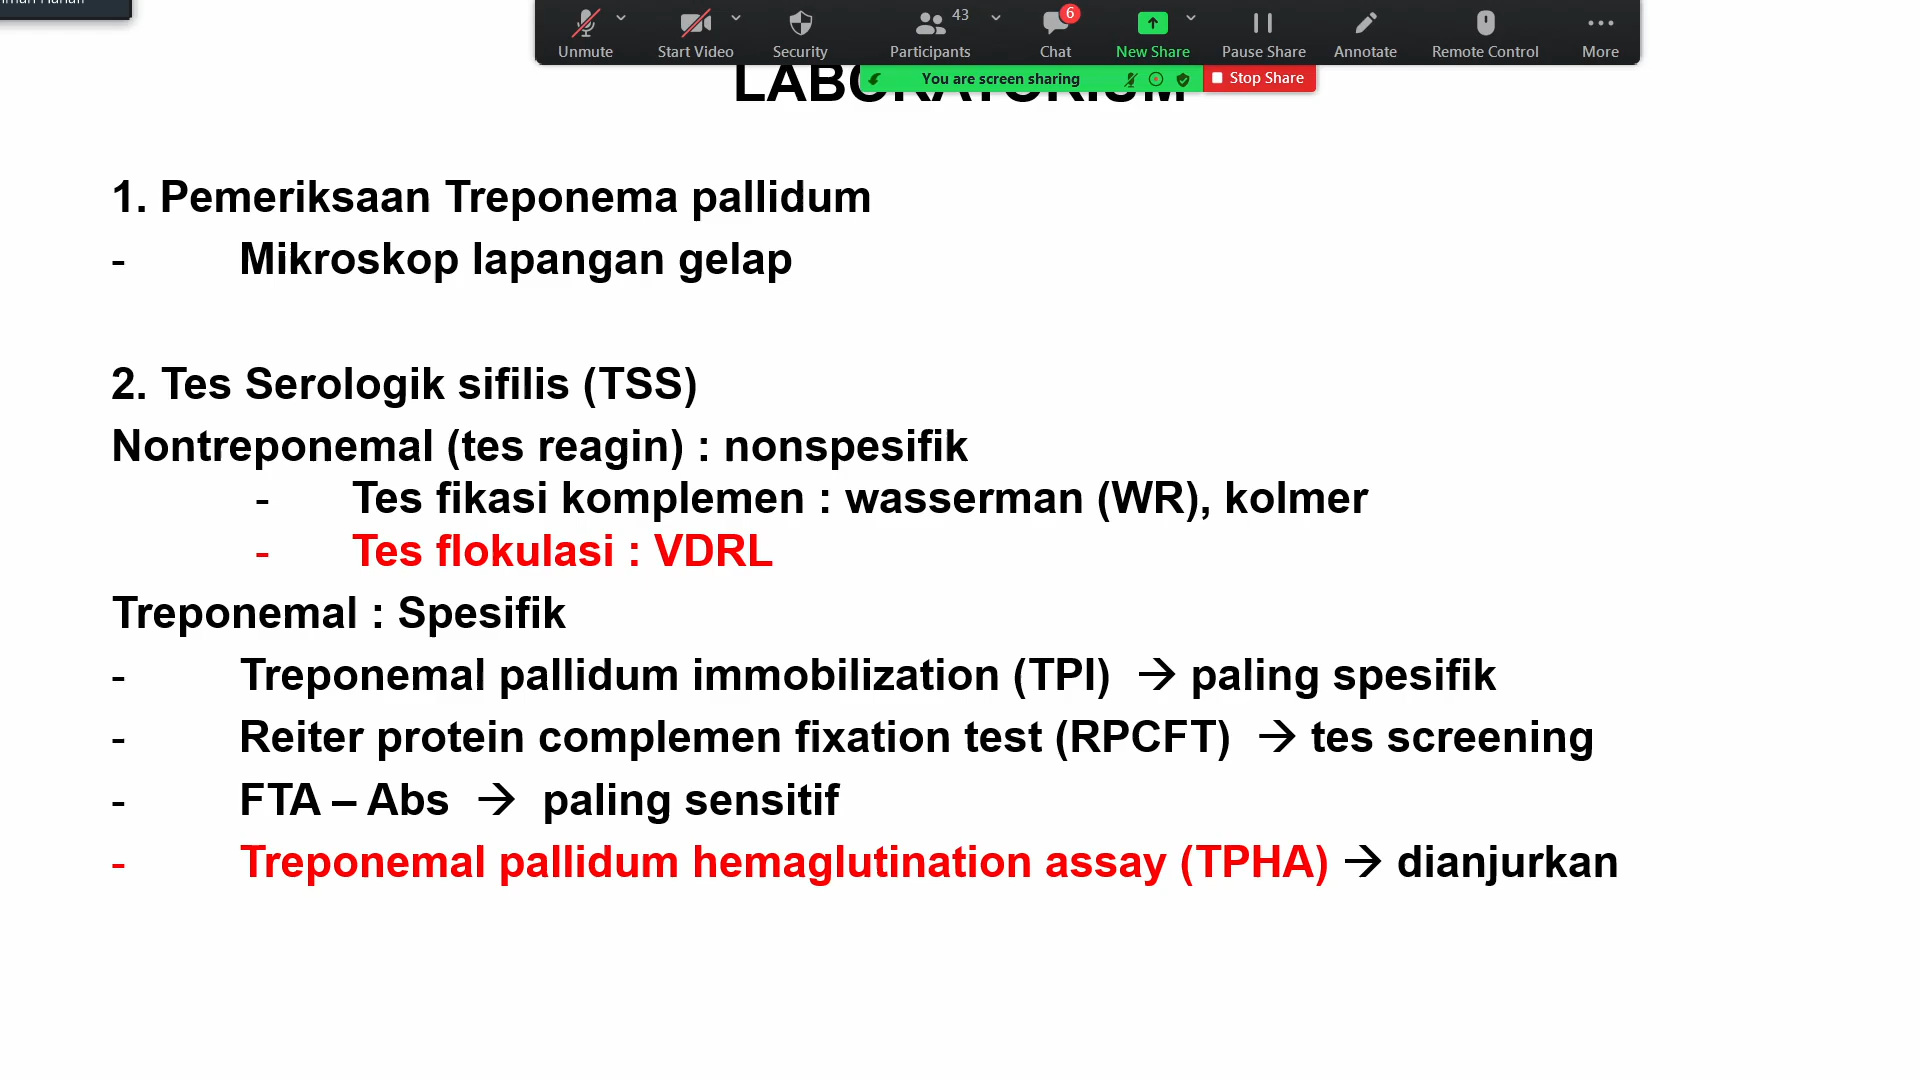 43
6
Unmute
Start Video
Security
Participants
Chat
New Share
Pause Share
Annotate
Remote Control
More
You are screen sharing
Stop Share
LABORATORIUM
1. Pemeriksaan Treponema pallidum
- Mikroskop lapangan gelap
2. Tes Serologik sifilis (TSS)
Nontreponemal (tes reagin) : nonspesifik
- Tes fikasi komplemen : wasserman (WR), kolmer
- Tes flokulasi : VDRL
Treponemal : Spesifik
- Treponemal pallidum immobilization (TPI) → paling spesifik
- Reiter protein complemen fixation test (RPCFT) → tes screening
- FTA – Abs → paling sensitif
- Treponemal pallidum hemaglutination assay (TPHA) → dianjurkan